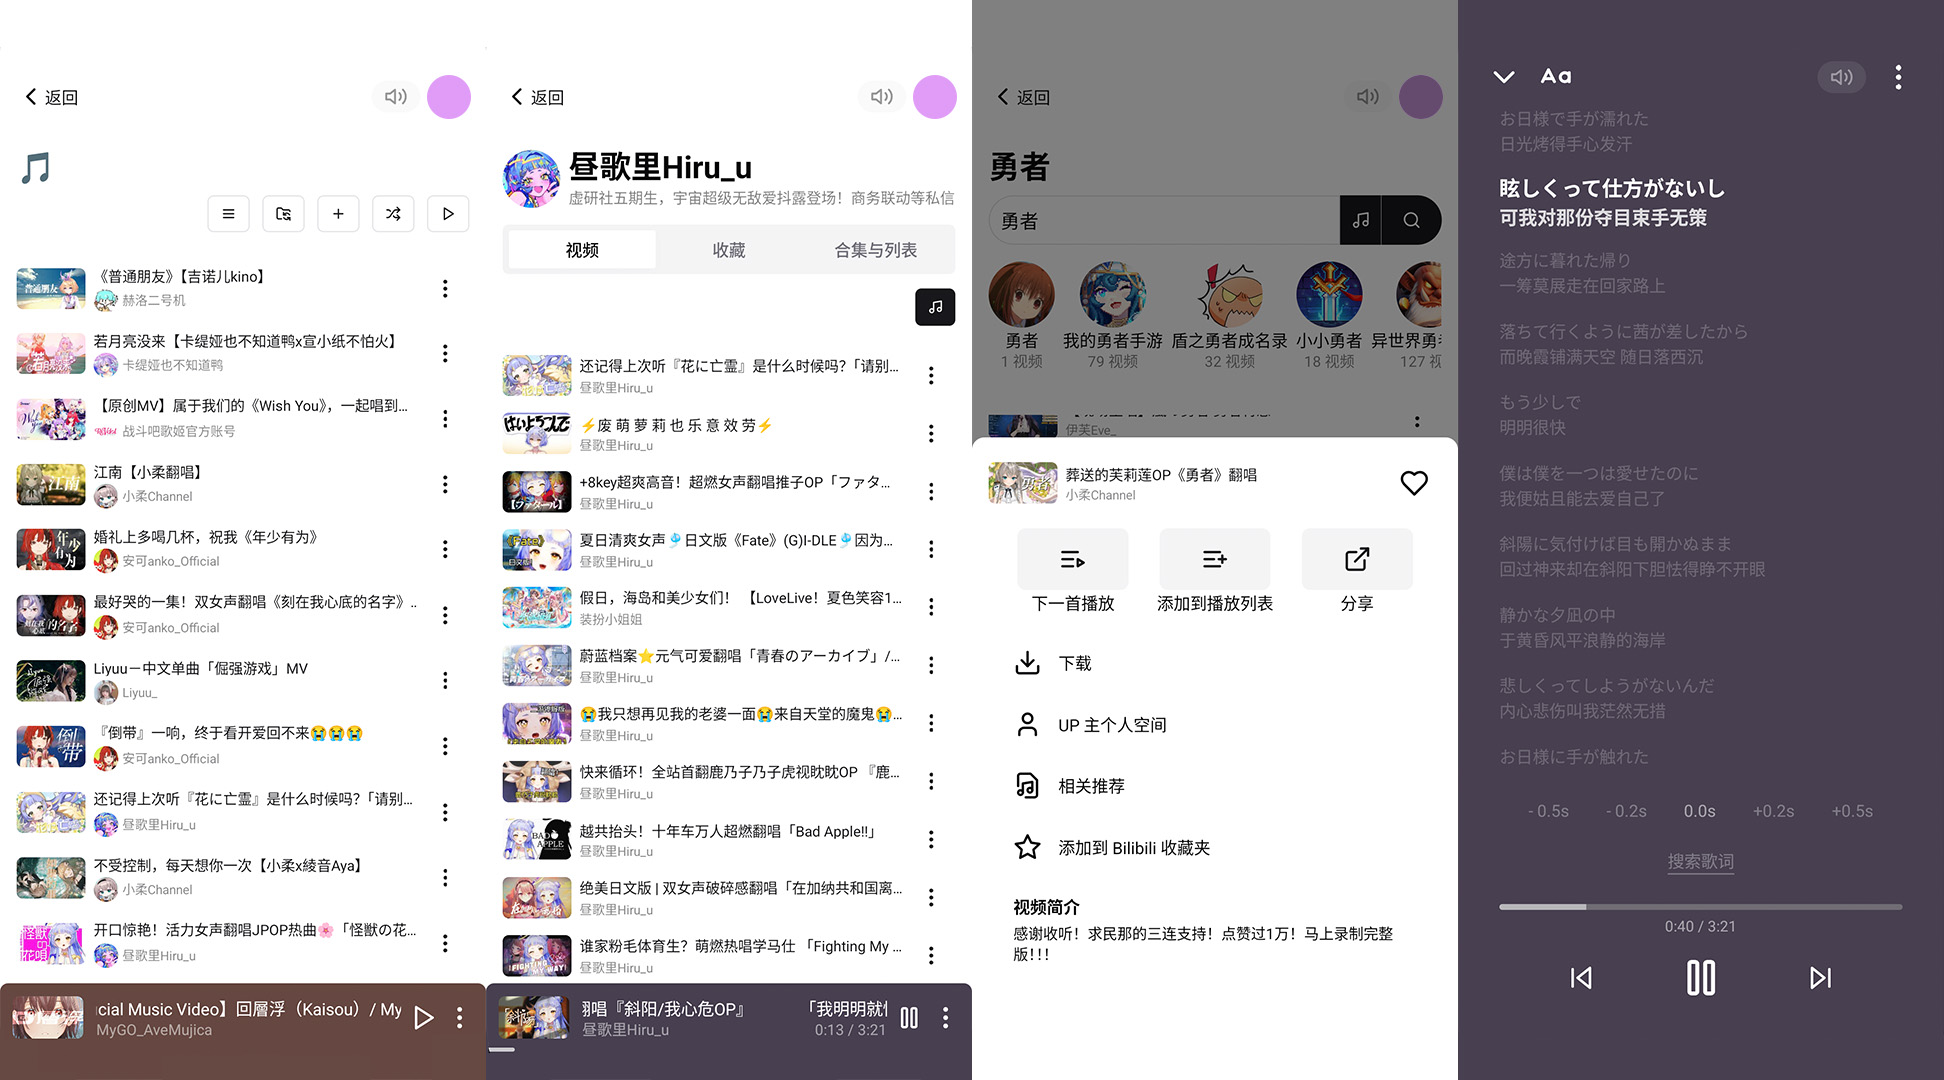 返回
《普通朋友》【吉诺儿kino】
赫洛二号机
若月亮没来【卡缇娅也不知道鸭x宣小纸不怕火】
卡缇娅也不知道鸭
【原创MV】属于我们的《Wish You》，一起唱到...
战斗吧歌姬官方账号
江南【小柔翻唱】
小柔Channel
婚礼上多喝几杯，祝我《年少有为》
安可anko_Official
最好哭的一集！双女声翻唱《刻在我心底的名字》..
安可anko_Official
Liyuu一中文单曲「倔强游戏」MV
Liyuu_
『倒带』一响，终于看开爱回不来😭😭😭
安可anko_Official
还记得上次听『花に亡霊』是什么时候吗？「请别...
昼歌里Hiru_u
不受控制，每天想你一次【小柔x綾音Aya】
小柔Channel
开口惊艳！活力女声翻唱JPOP热曲🌸「怪獣の花...
昼歌里Hiru_u
cial Music Video】回層浮（Kaisou）/ My
MyGO_AveMujica
返回
昼歌里Hiru_u
虚研社五期生，宇宙超级无敌爱抖露登场！商务联动等私信
视频
收藏
合集与列表
还记得上次听『花に亡霊』是什么时候吗？「请别...
昼歌里Hiru_u
⚡废 萌 萝 莉 也 乐 意 效 劳⚡
昼歌里Hiru_u
+8key超爽高音！超燃女声翻唱推子OP「ファタ...
昼歌里Hiru_u
夏日清爽女声🎐日文版《Fate》(G)I-DLE🎐因为...
昼歌里Hiru_u
假日，海岛和美少女们！【LoveLive！夏色笑容1...
装扮小姐姐
蔚蓝档案⭐元气可爱翻唱「青春のアーカイブ」/...
昼歌里Hiru_u
😭我只想再见我的老婆一面😭来自天堂的魔鬼😭...
昼歌里Hiru_u
快来循环！全站首翻鹿乃子乃子虎视眈眈OP 『鹿...
昼歌里Hiru_u
越共抬头！十年车万人超燃翻唱「Bad Apple!!」
昼歌里Hiru_u
绝美日文版 | 双女声破碎感翻唱「在加纳共和国离...
昼歌里Hiru_u
谁家粉毛体育生？萌燃热唱学马仕 「Fighting My ...
昼歌里Hiru_u
唱『斜阳/我心危OP』 「我明明就
昼歌里Hiru_u
0:13 / 3:21
返回
勇者
勇者
勇者
1 视频
我的勇者手游
79 视频
盾之勇者成名录
32 视频
小小勇者
18 视频
异世界勇
127 视
伊芙Eve_
葬送的芙莉莲OP《勇者》翻唱
小柔Channel
下一首播放
添加到播放列表
分享
下载
UP 主个人空间
相关推荐
添加到 Bilibili 收藏夹
视频简介
感谢收听！求民那的三连支持！点赞过1万！马上录制完整
版!!!
Aa
お日様で手が濡れた
日光烤得手心发汗
眩しくって仕方がないし
可我对那份夺目束手无策
途方に暮れた帰り
一筹莫展走在回家路上
落ちて行くように茜が差したから
而晚霞铺满天空 随日落西沉
もう少しで
明明很快
僕は僕を一つは愛せたのに
我便姑且能去爱自己了
斜陽に気付けば目も開かぬまま
回过神来却在斜阳下胆怯得睁不开眼
静かな夕凪の中
于黄昏风平浪静的海岸
悲しくってしようがないんだ
内心悲伤叫我茫然无措
お日様に手が触れた
- 0.5s
- 0.2s
0.0s
+0.2s
+0.5s
搜索歌词
0:40 / 3:21